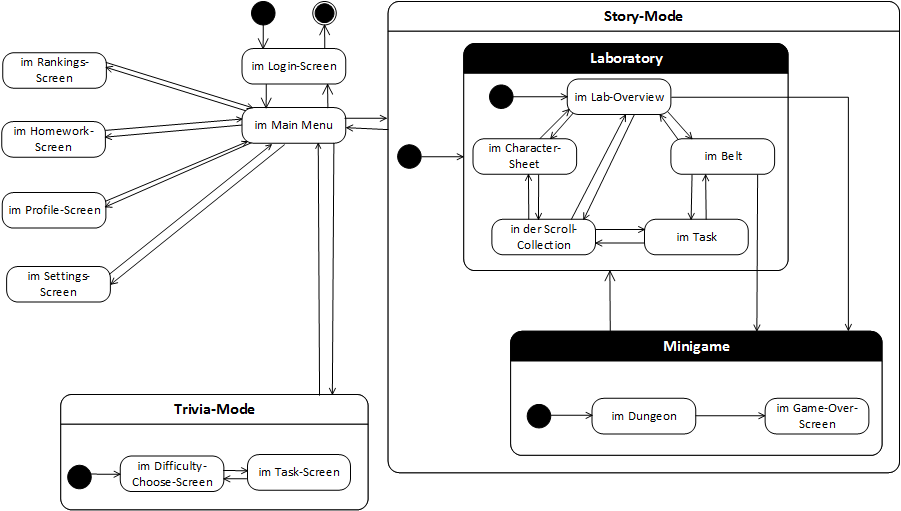 Story-Mode
im Login-Screen
im Rankings-
Screen
im Main Menu
im Homework-
Screen
im Profile-Screen
im Settings-
Screen
Laboratory
im Lab-Overview
im Character-
Sheet
im Belt
in der Scroll-
Collection
im Task
Minigame
im Dungeon
im Game-Over-
Screen
Trivia-Mode
im Difficulty-
Choose-Screen
im Task-Screen